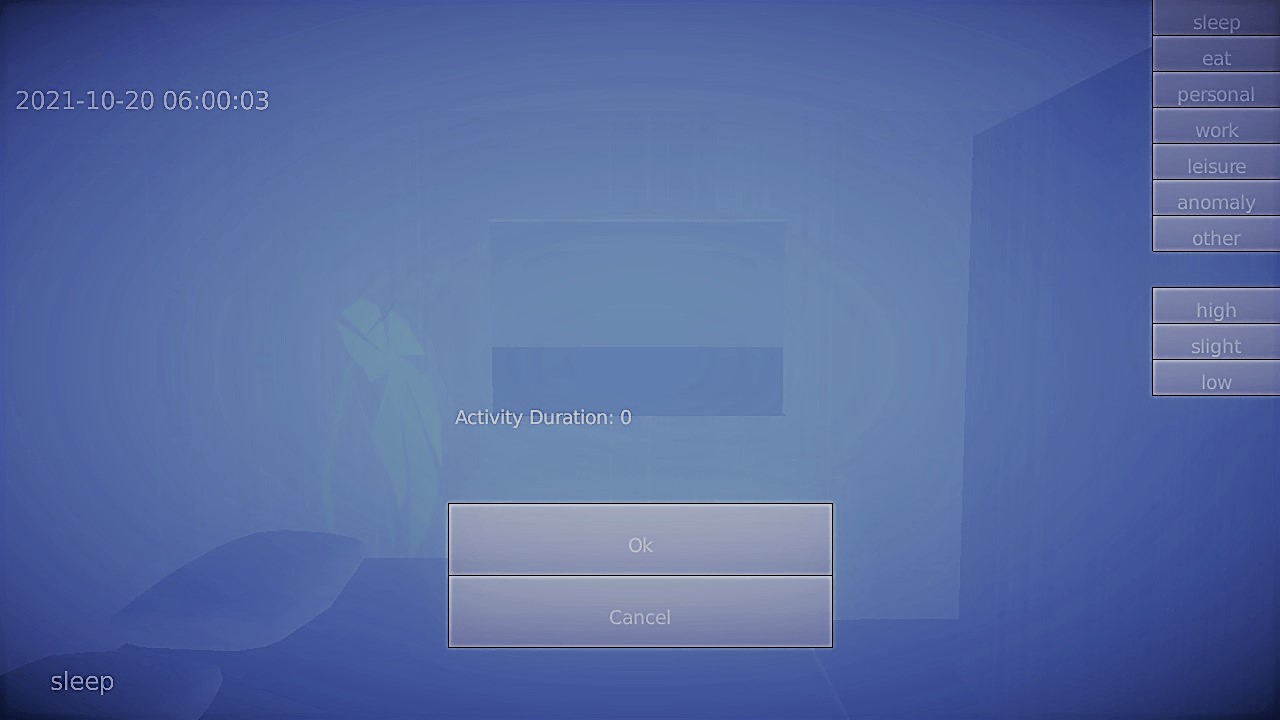 sleep
eat
2021-10-20 06:00:03
personal
work
leisure
anomaly
other
high
slight
low
Activity Duration: 0
Ok
Cancel
sleep